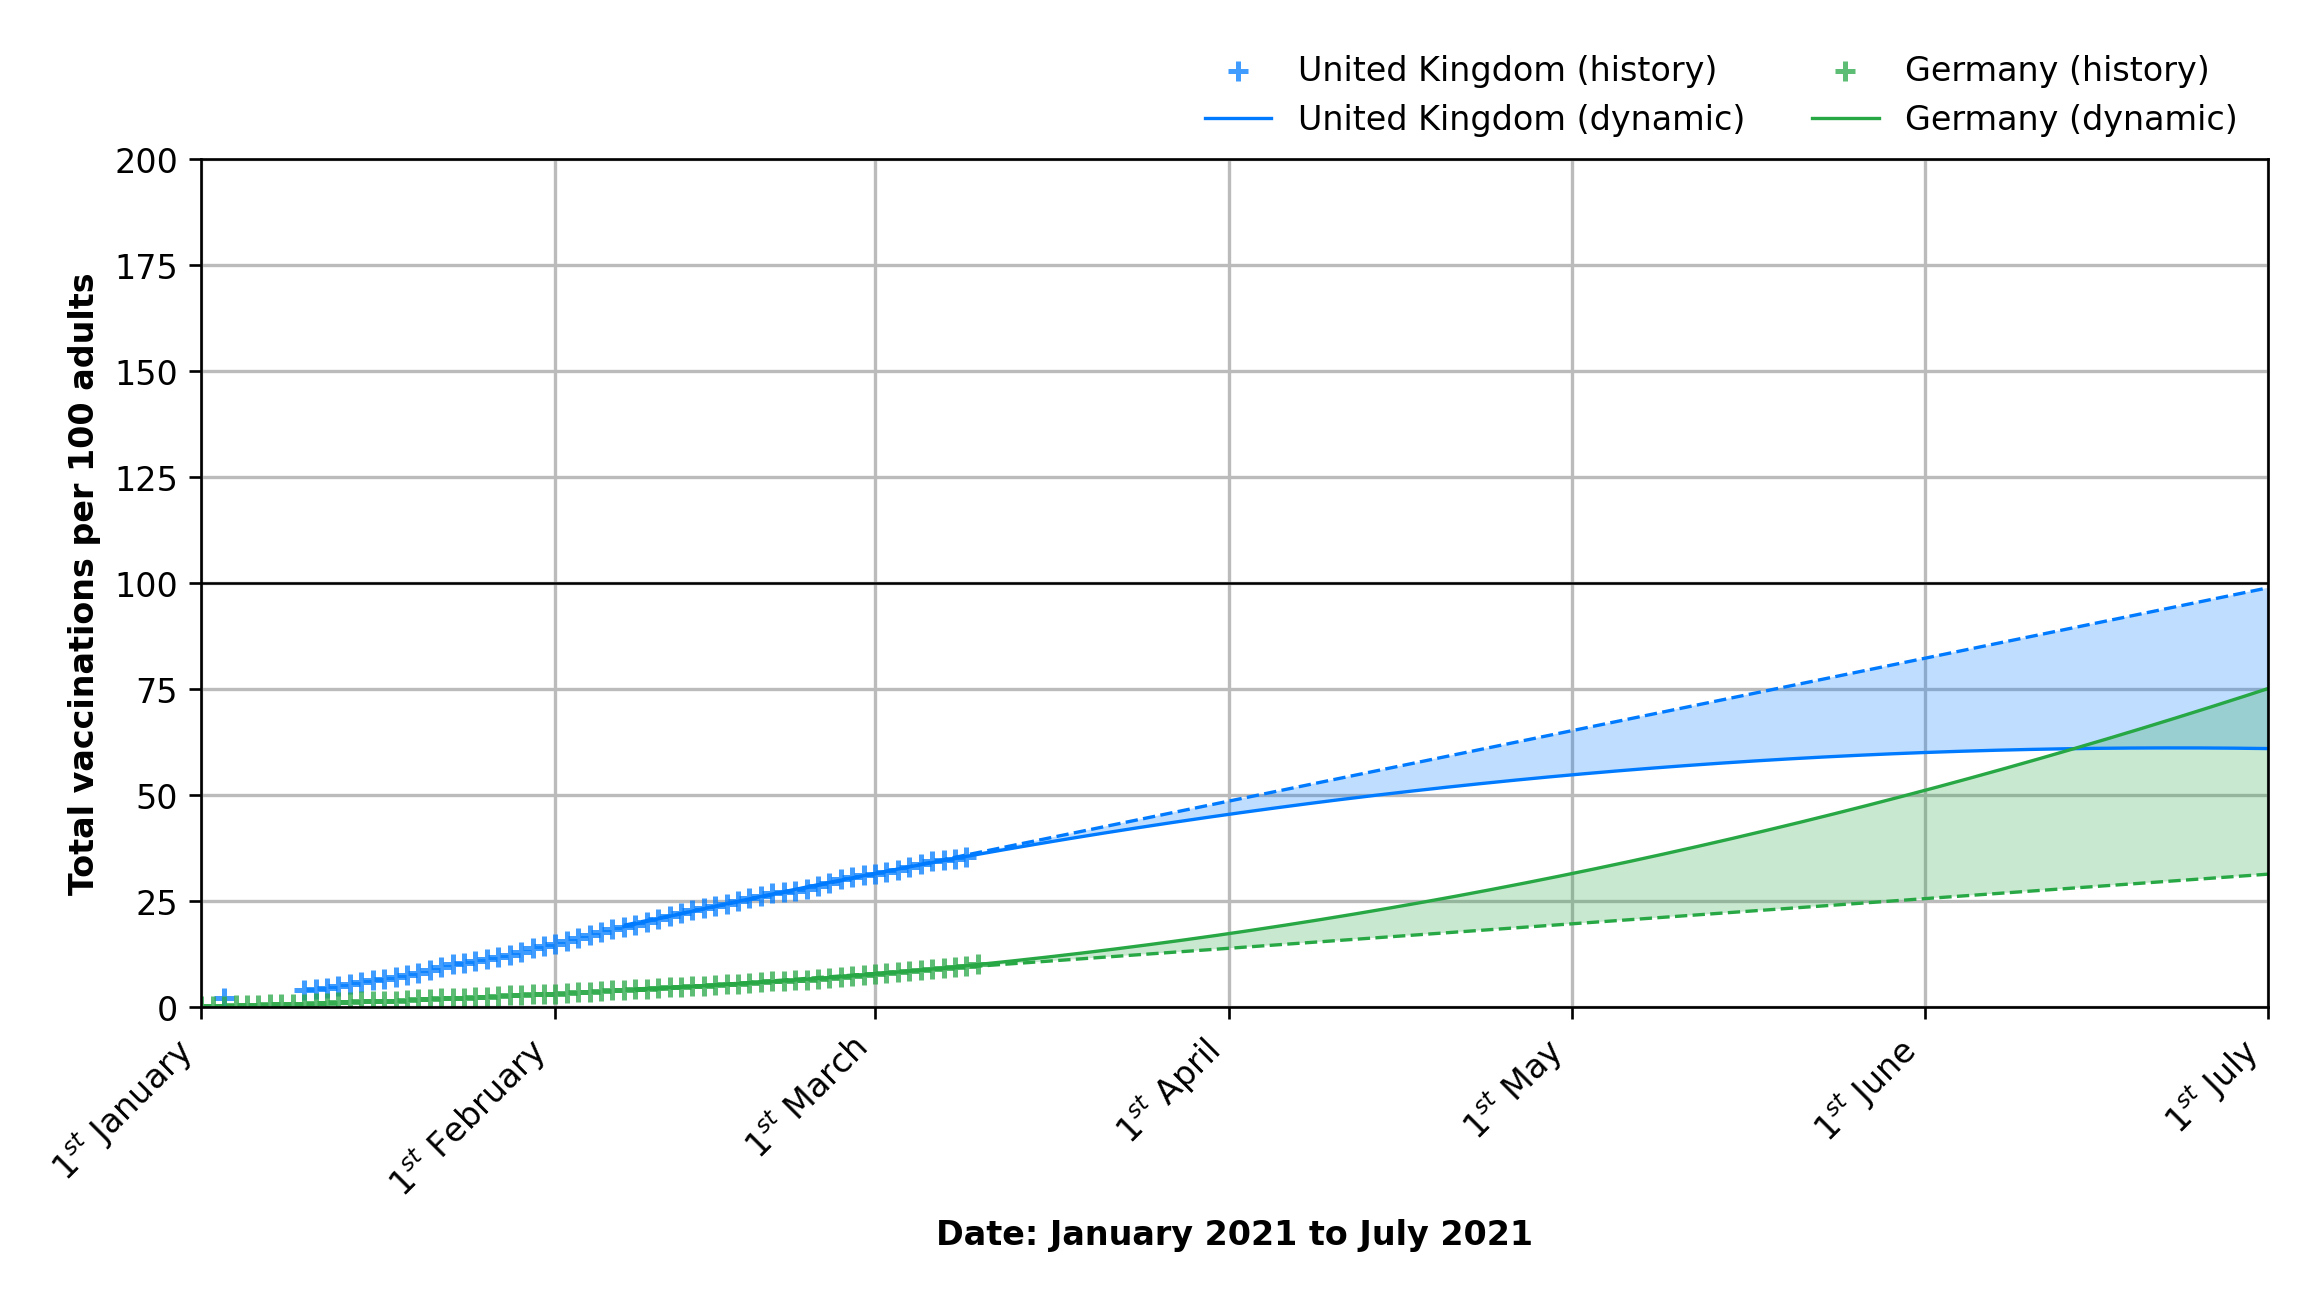 United Kingdom (history)
Germany (history)
United Kingdom (dynamic)
Germany (dynamic)
Total vaccinations per 100 adults
200
175
150
125
100
75
50
25
0
1st January
1st February
1st March
1st April
1st May
1st June
1st July
Date: January 2021 to July 2021